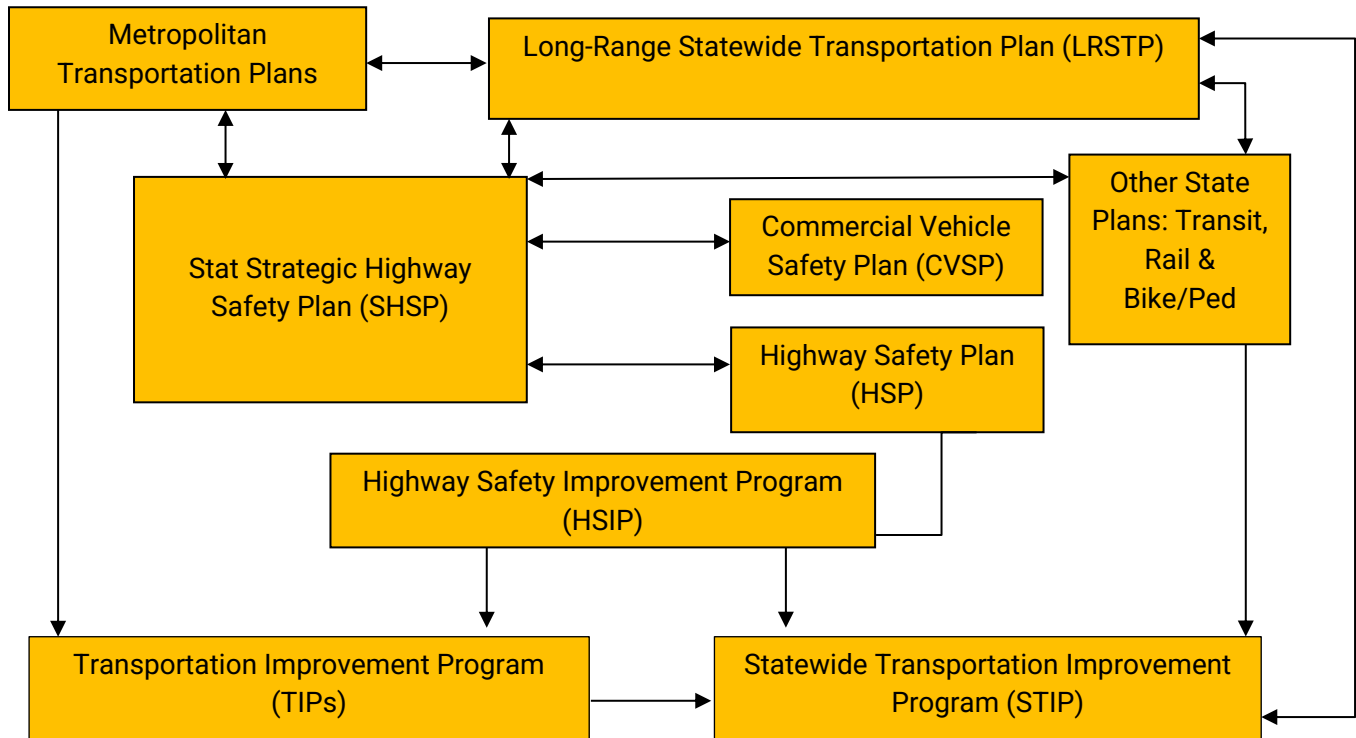 Metropolitan
Transportation Plans
Long-Range Statewide Transportation Plan (LRSTP)
Other State
Plans: Transit,
Rail &
Bike/Ped
Stat Strategic Highway
Safety Plan (SHSP)
Commercial Vehicle
Safety Plan (CVSP)
Highway Safety Plan
(HSP)
Highway Safety Improvement Program
(HSIP)
Transportation Improvement Program
(TIPs)
Statewide Transportation Improvement
Program (STIP)